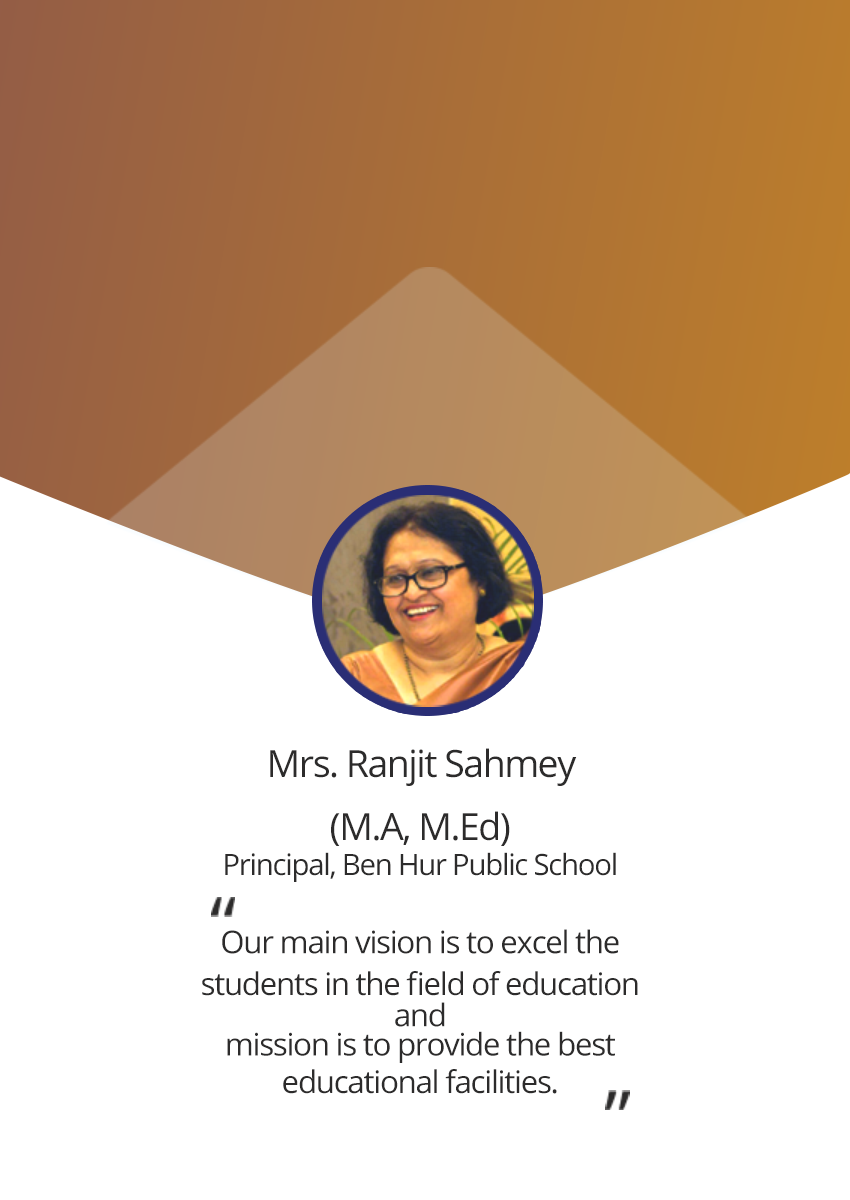 Mrs. Ranjit Sahmey
(M.A, M.Ed)
Principal, Ben Hur Public School
“
Our main vision is to excel the
students in the field of education
and
mission is to provide the best
educational facilities.
”